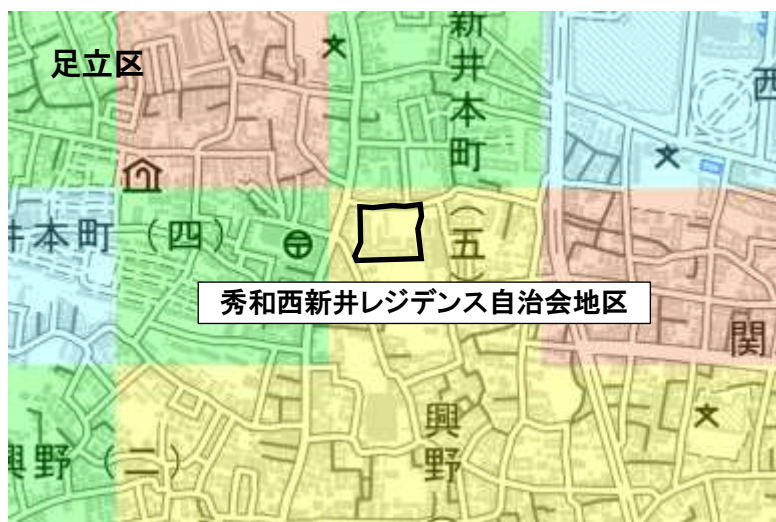 足立区
新井本町(五)
西
井本町(四)
秀和西新井レジデンス自治会地区
関
興野
興野(二)